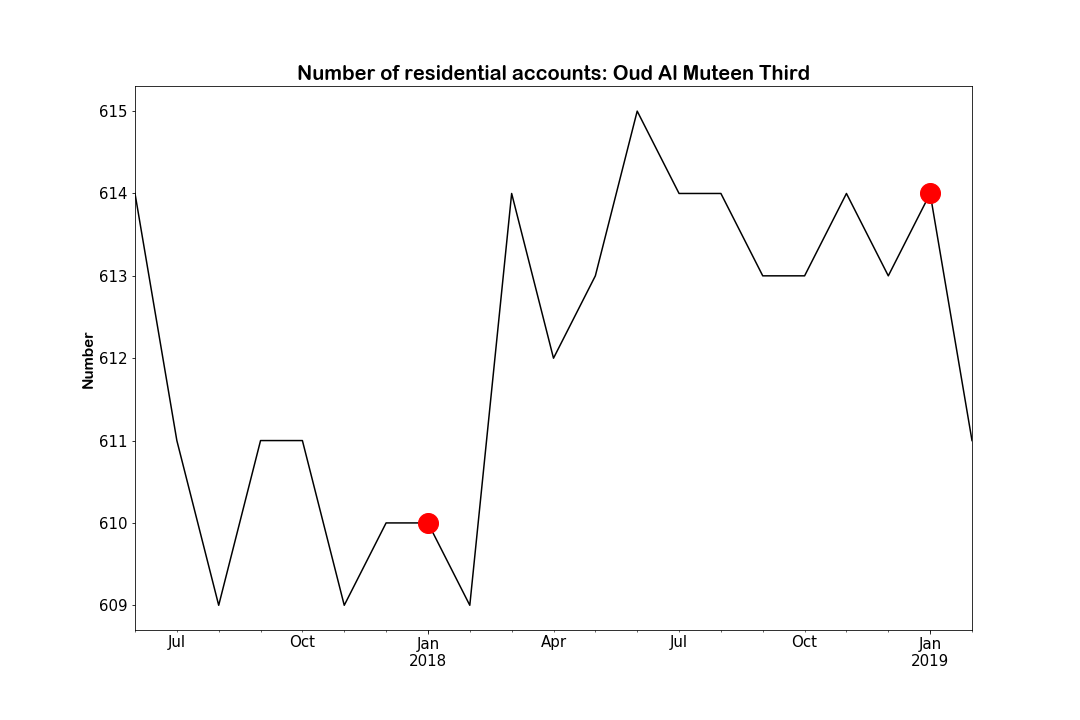 Number of residential accounts: Oud Al Muteen Third
Number
615
614
613
612
611
610
609
Jul
Oct
Jan
2018
Apr
Jul
Oct
Jan
2019